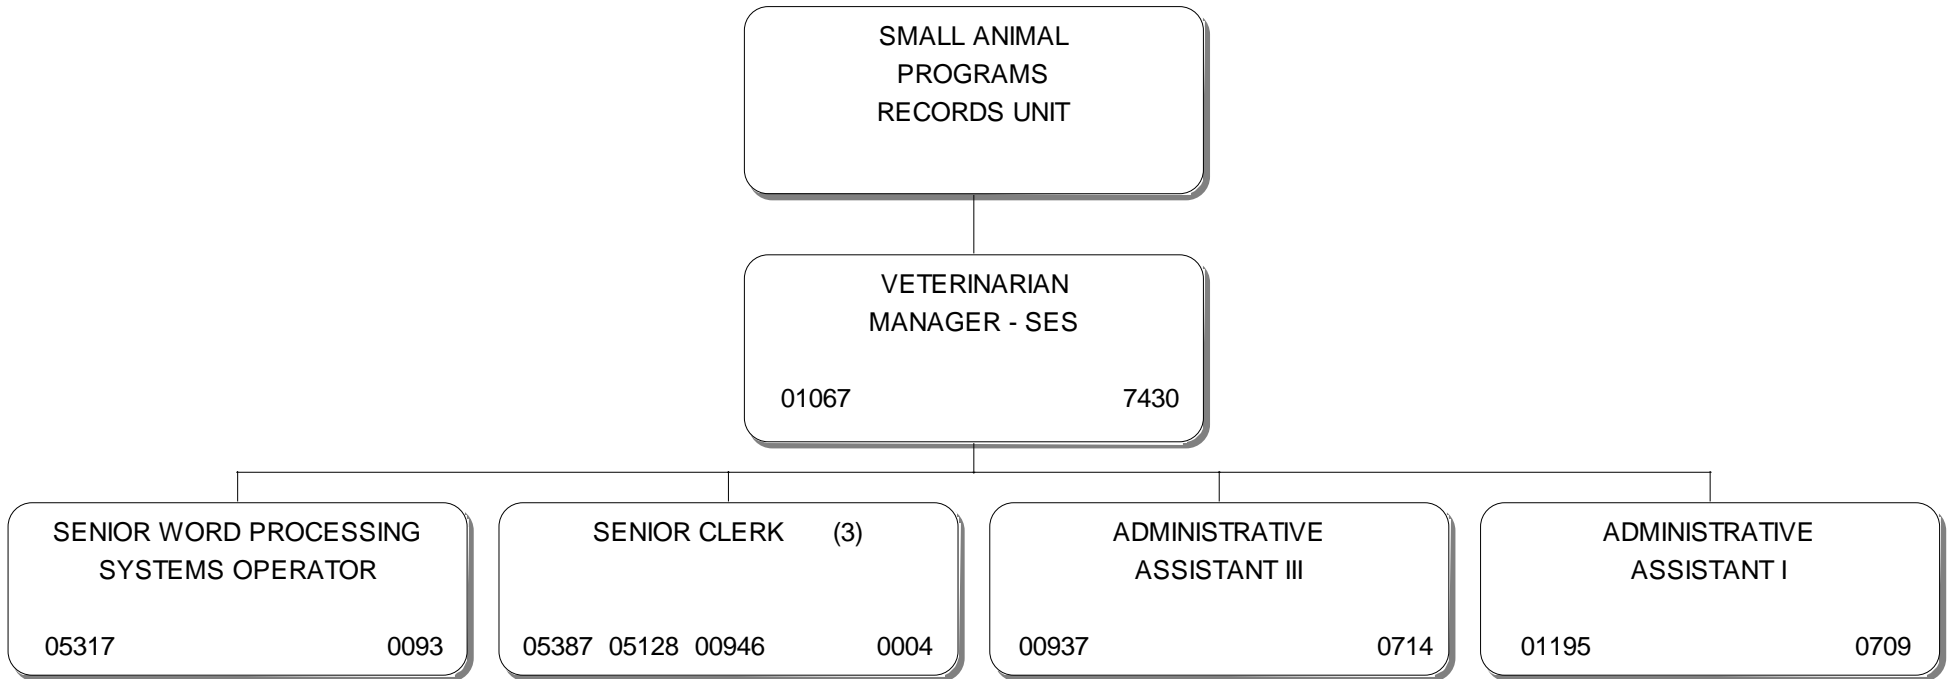 SMALL ANIMAL
PROGRAMS
RECORDS UNIT
VETERINARIAN
MANAGER - SES
01067 7430
SENIOR WORD PROCESSING
SYSTEMS OPERATOR
05317 0093
SENIOR CLERK (3)
05387 05128 00946 0004
ADMINISTRATIVE
ASSISTANT III
00937 0714
ADMINISTRATIVE
ASSISTANT I
01195 0709